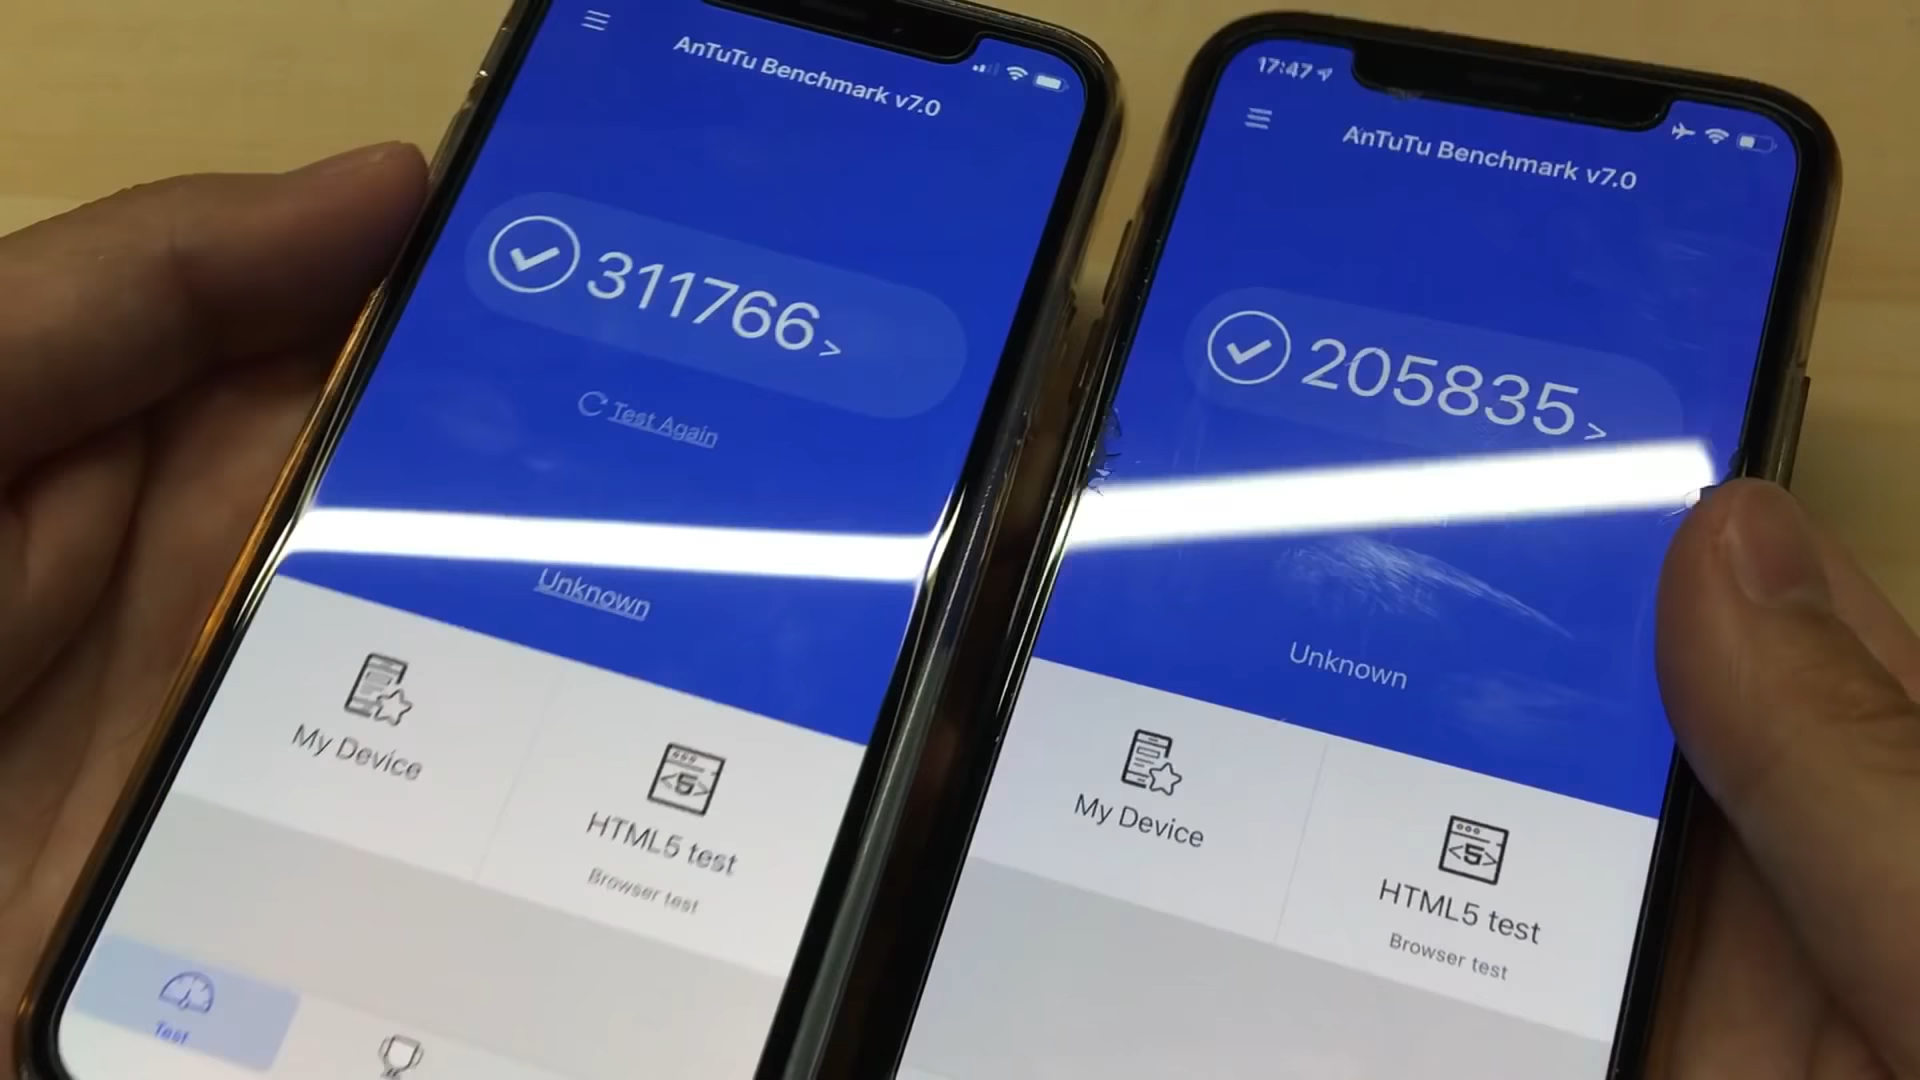 AnTuTu Benchmark v7.0
311766 >
Test Again
Unknown
My Device
HTML5 test
Browser test
Test
17:47
AnTuTu Benchmark v7.0
205835 >
Unknown
My Device
HTML5 test
Browser test